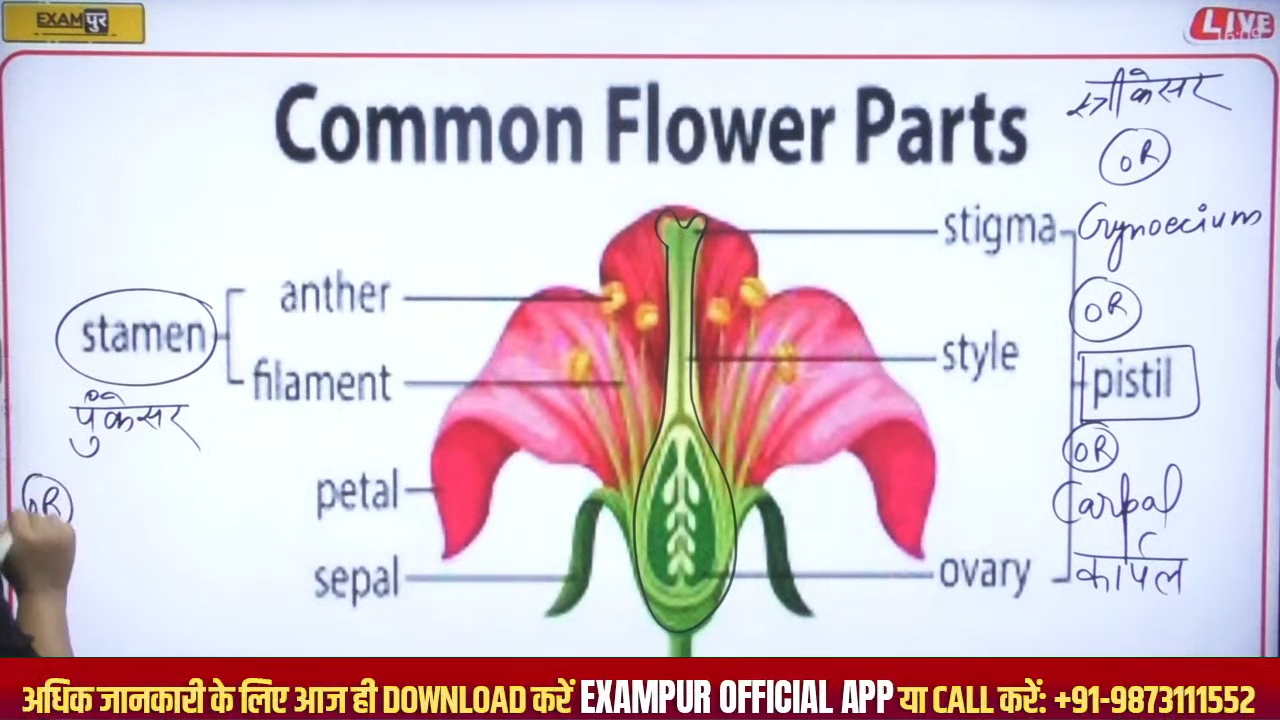 EXAMपुर
LIVE
Common Flower Parts
स्त्रीकेसर
OR
stigma
Gynoecium
anther
OR
stamen
style
filament
pistil
पुंकेसर
OR
petal
Carpal
OR
sepal
ovary
कार्पल
अधिक जानकारी के लिए आज ही DOWNLOAD करें EXAMPUR OFFICIAL APP या CALL करें: +91-9873111552